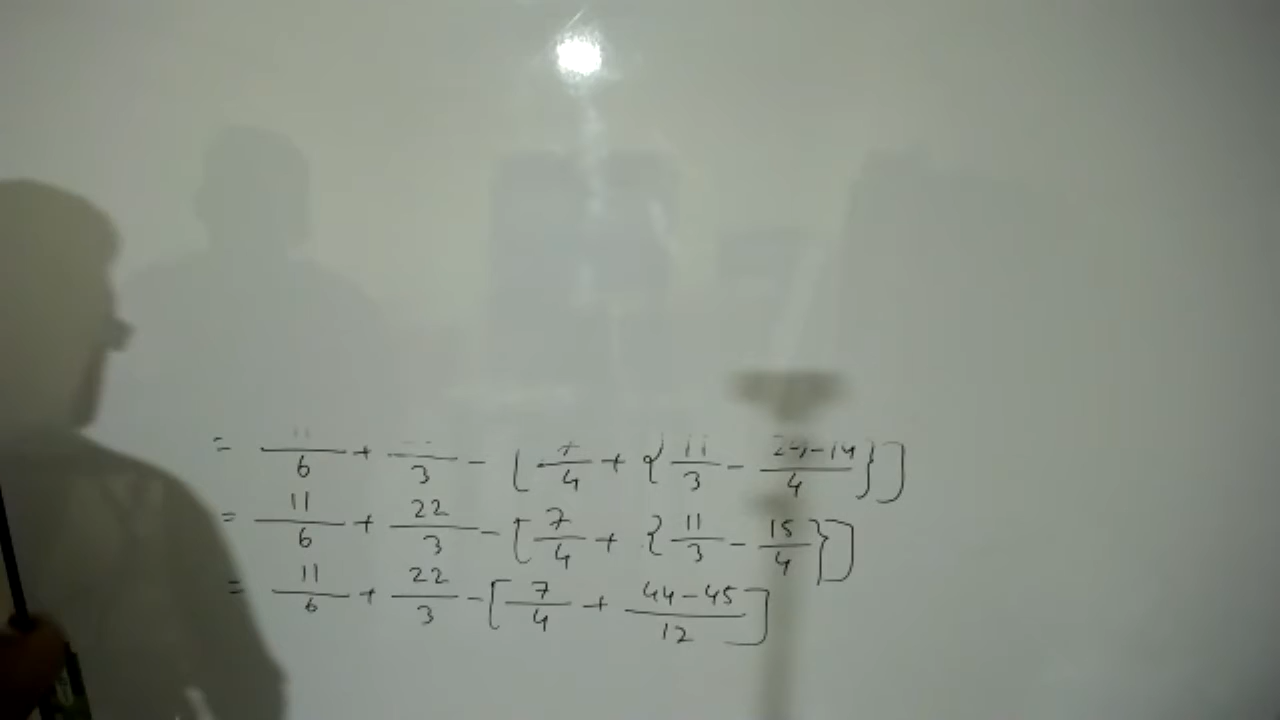 = 11/6 + /3 - [7/4 + {11/3 - -14/4}]
= 11/6 + 22/3 - [7/4 + {11/3 - 15/4}]
= 11/6 + 22/3 - [7/4 + 44-45/12]